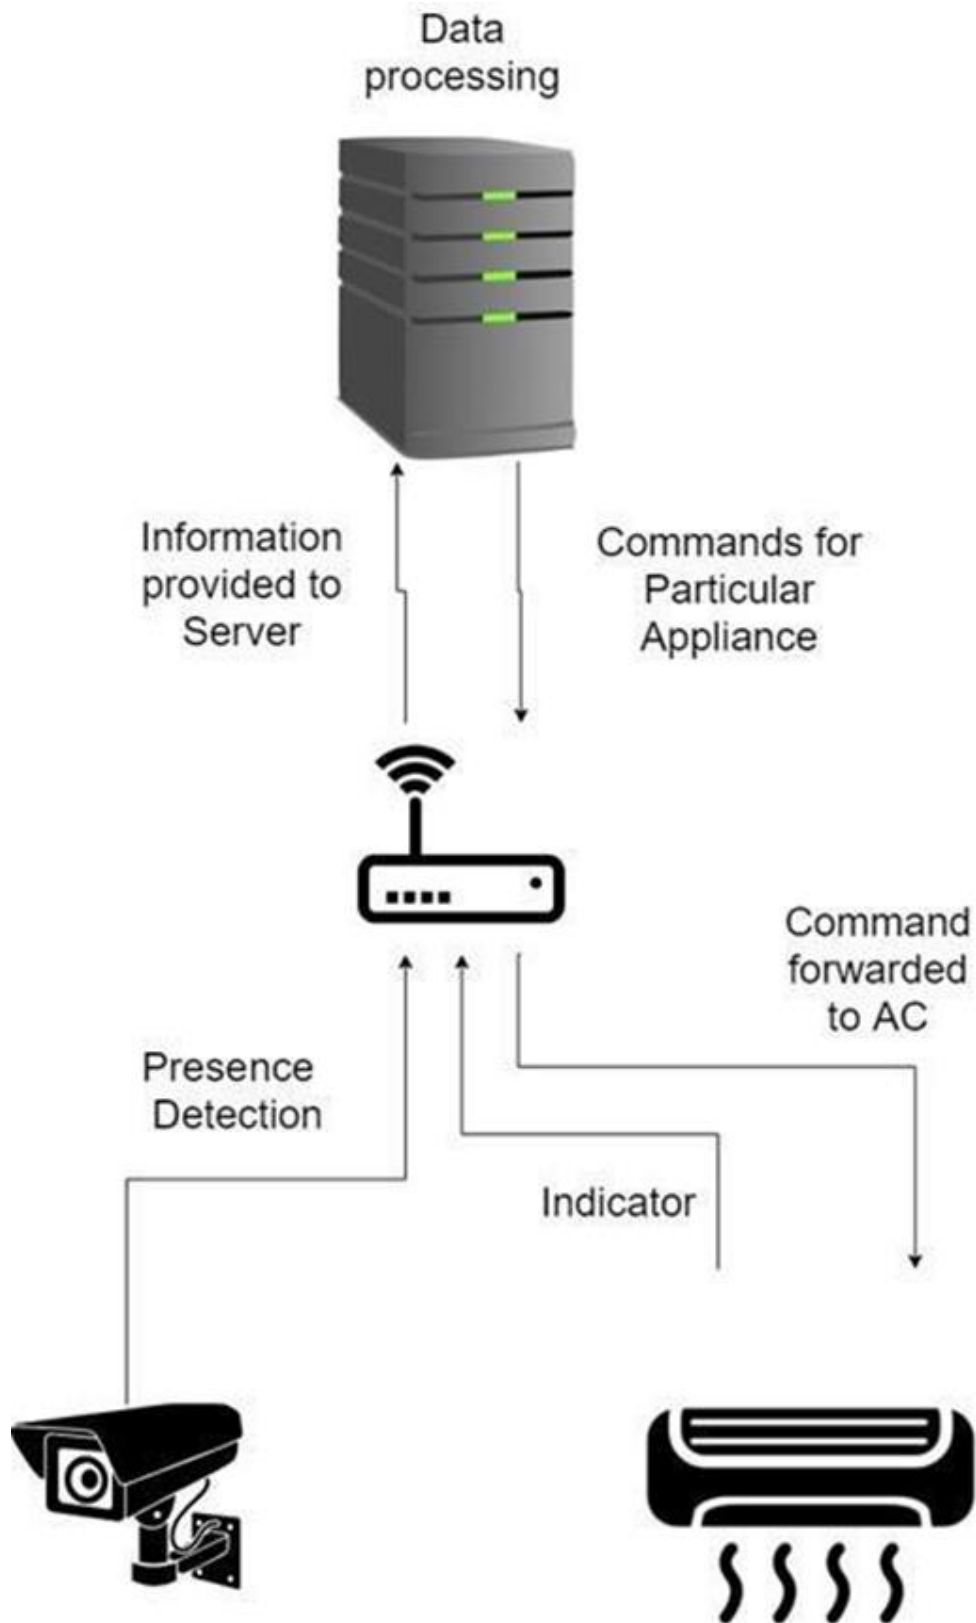 Data
processing
Information
provided to
Server
Commands for
Particular
Appliance
Command
forwarded
to AC
Presence
Detection
Indicator